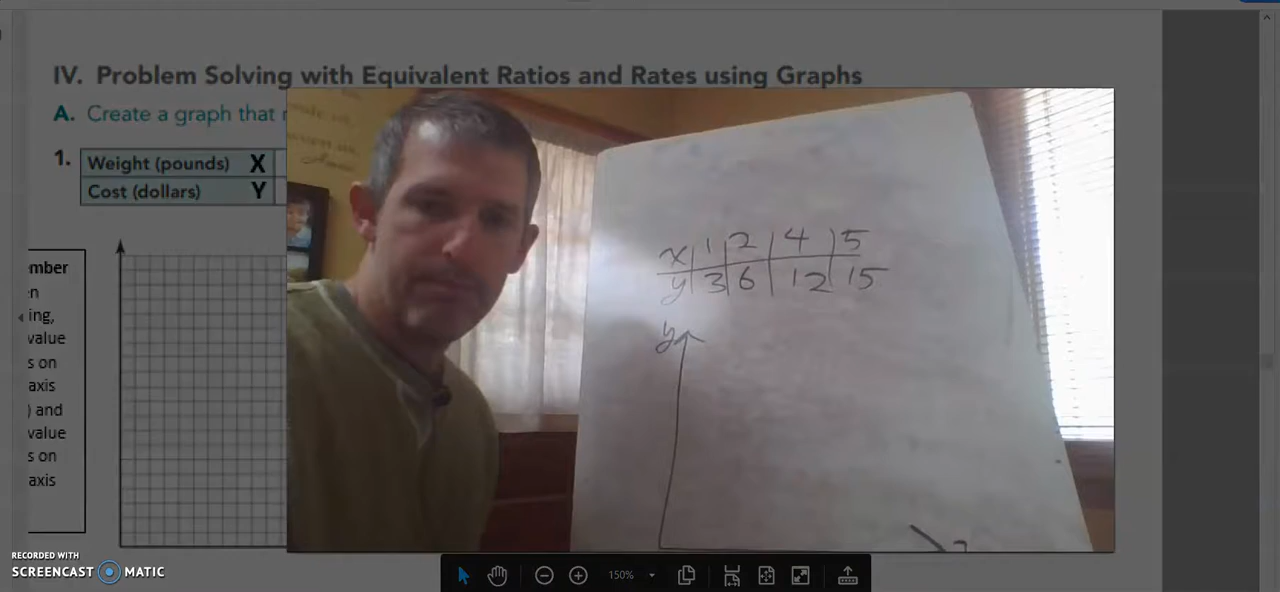 IV. Problem Solving with Equivalent Ratios and Rates using Graphs
A. Create a graph that
1. Weight (pounds) X
Cost (dollars) Y
x 1 2 4 5
y 3 6 12 15
y
ember
n
ing,
value
s on
axis
) and
value
s on
axis
RECORDED WITH
SCREENCAST MATIC
150%